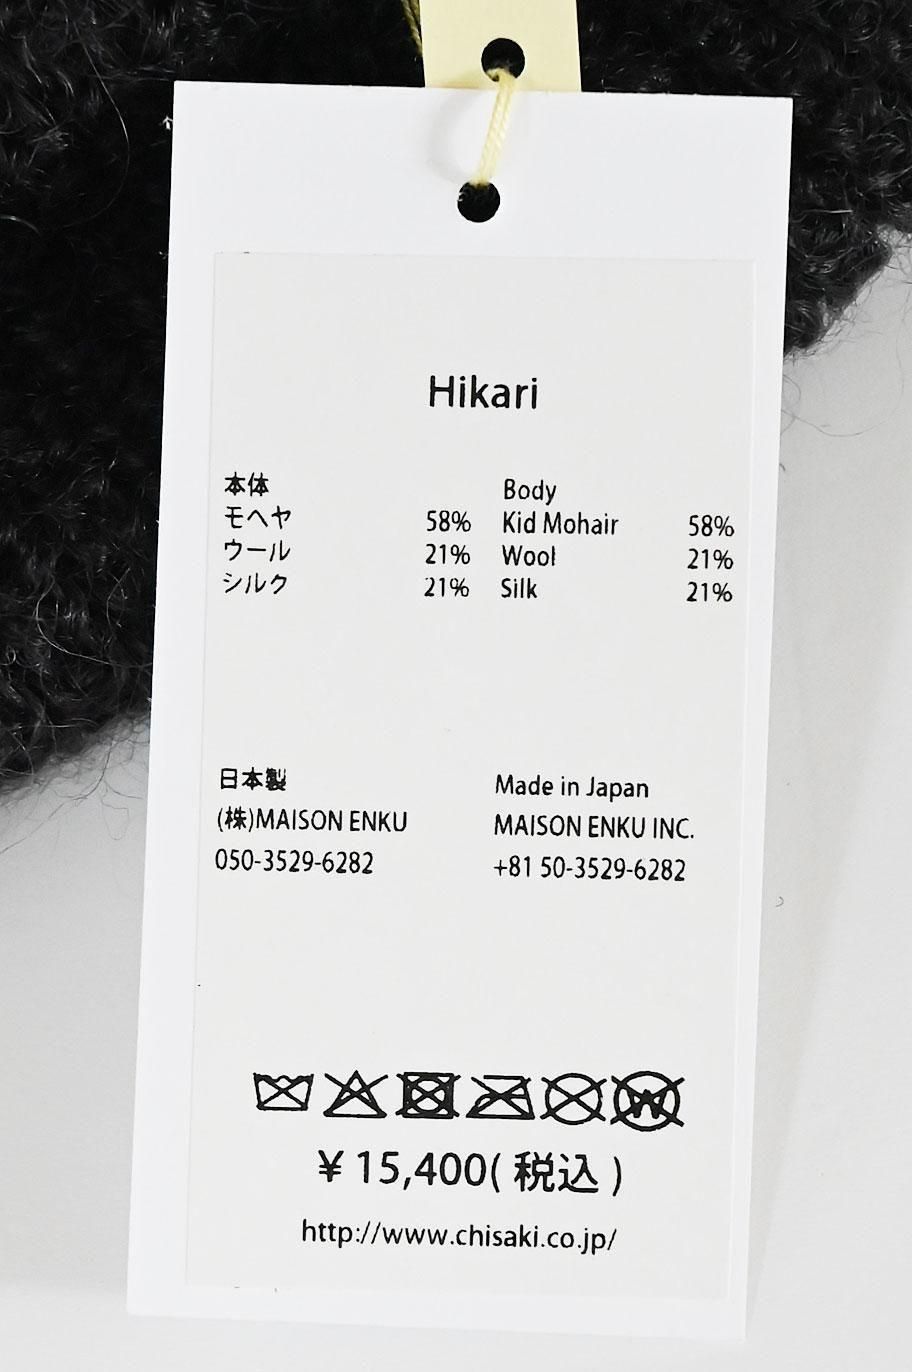 Hikari
本体
モヘヤ 58%
ウール 21%
シルク 21%
Body
Kid Mohair 58%
Wool 21%
Silk 21%
日本製
(株)MAISON ENKU
050-3529-6282
Made in Japan
MAISON ENKU INC.
+81 50-3529-6282
W
¥15,400(税込)
http://www.chisaki.co.jp/